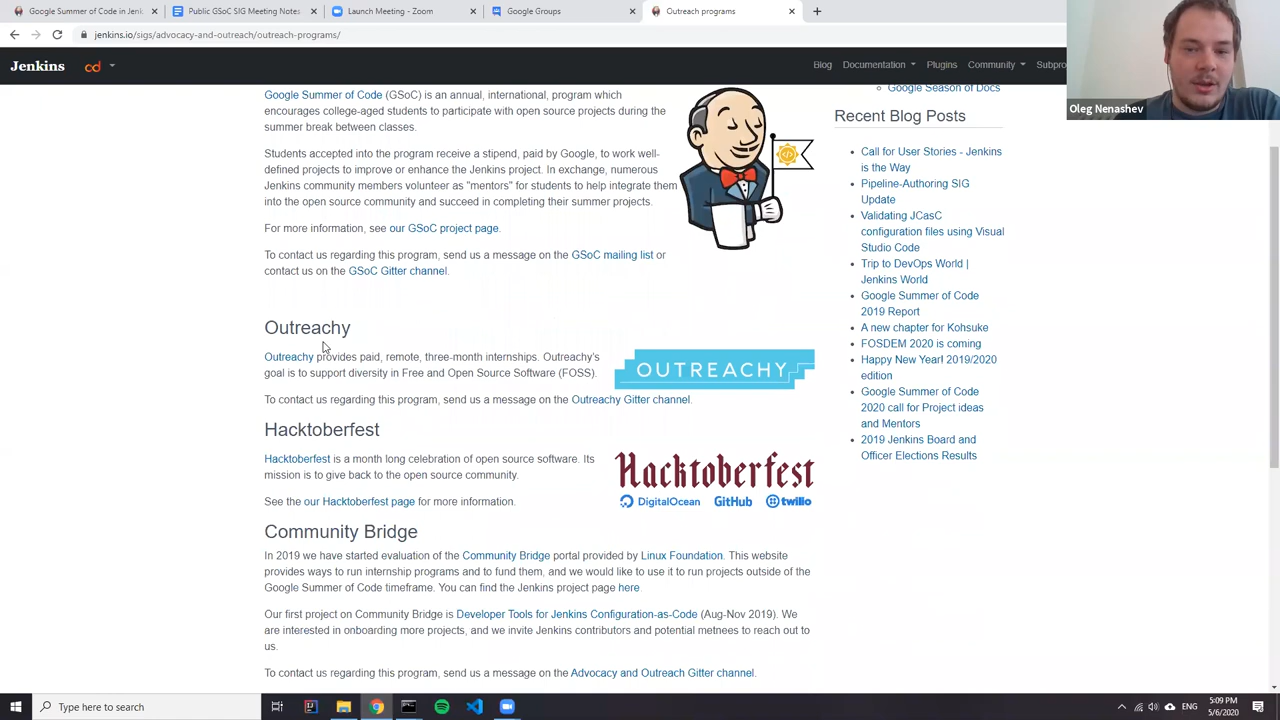 Google Summer of Code in Jenk
Public GSoC SIG Meeting Notes
Launch Meeting - Zoom
Google Groups
Outreach programs
jenkins.io/sigs/advocacy-and-outreach/outreach-programs/
Jenkins
cd
Blog
Documentation
Plugins
Community
Subpro
Oleg Nenashev
Google Summer of Code (GSoC) is an annual, international, program which
encourages college-aged students to participate with open source projects during the
summer break between classes.
Students accepted into the program receive a stipend, paid by Google, to work well-
defined projects to improve or enhance the Jenkins project. In exchange, numerous
Jenkins community members volunteer as "mentors" for students to help integrate them
into the open source community and succeed in completing their summer projects.
For more information, see our GSoC project page.
To contact us regarding this program, send us a message on the GSoC mailing list or
contact us on the GSoC Gitter channel.
Outreachy
Outreachy provides paid, remote, three-month internships. Outreachy's
goal is to support diversity in Free and Open Source Software (FOSS).
OUTREACHY
To contact us regarding this program, send us a message on the Outreachy Gitter channel.
Hacktoberfest
Hacktoberfest is a month long celebration of open source software. Its
mission is to give back to the open source community.
See the our Hacktoberfest page for more information.
Hacktoberfest
DigitalOcean
GitHub
twilio
Community Bridge
In 2019 we have started evaluation of the Community Bridge portal provided by Linux Foundation. This website
provides ways to run internship programs and to fund them, and we would like to use it to run projects outside of the
Google Summer of Code timeframe. You can find the Jenkins project page here.
Our first project on Community Bridge is Developer Tools for Jenkins Configuration-as-Code (Aug-Nov 2019). We
are interested in onboarding more projects, and we invite Jenkins contributors and potential metnees to reach out to
us.
To contact us regarding this program, send us a message on the Advocacy and Outreach Gitter channel.
Google Season of Docs
Recent Blog Posts
Call for User Stories - Jenkins
is the Way
Pipeline-Authoring SIG
Update
Validating JCasC
configuration files using Visual
Studio Code
Trip to DevOps World |
Jenkins World
Google Summer of Code
2019 Report
A new chapter for Kohsuke
FOSDEM 2020 is coming
Happy New Year! 2019/2020
edition
Google Summer of Code
2020 call for Project ideas
and Mentors
2019 Jenkins Board and
Officer Elections Results
Type here to search
5:09 PM
5/6/2020